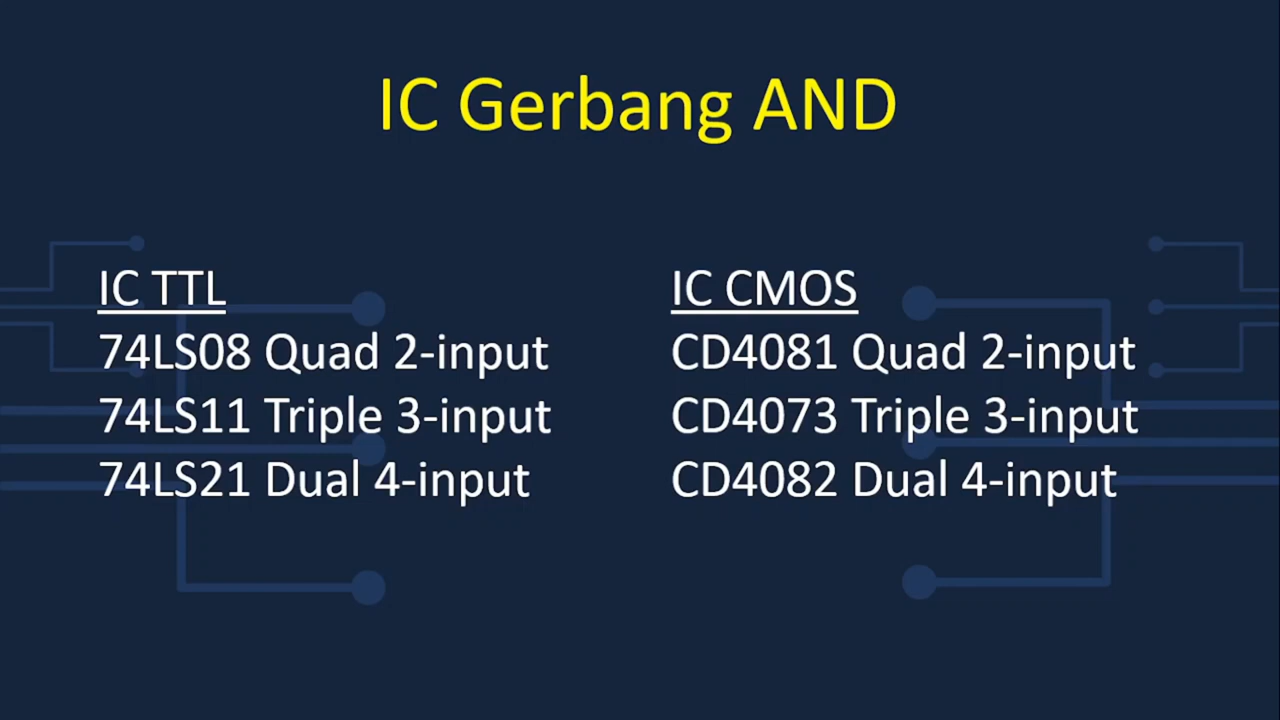 IC Gerbang AND
IC TTL
74LS08 Quad 2-input
74LS11 Triple 3-input
74LS21 Dual 4-input
IC CMOS
CD4081 Quad 2-input
CD4073 Triple 3-input
CD4082 Dual 4-input